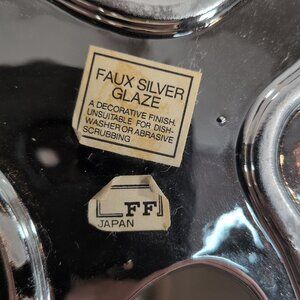 FAUX SILVER
GLAZE
A DECORATIVE FINISH.
UNSUITABLE FOR DISH-
WASHER OR ABRASIVE
SCRUBBING
FF
JAPAN